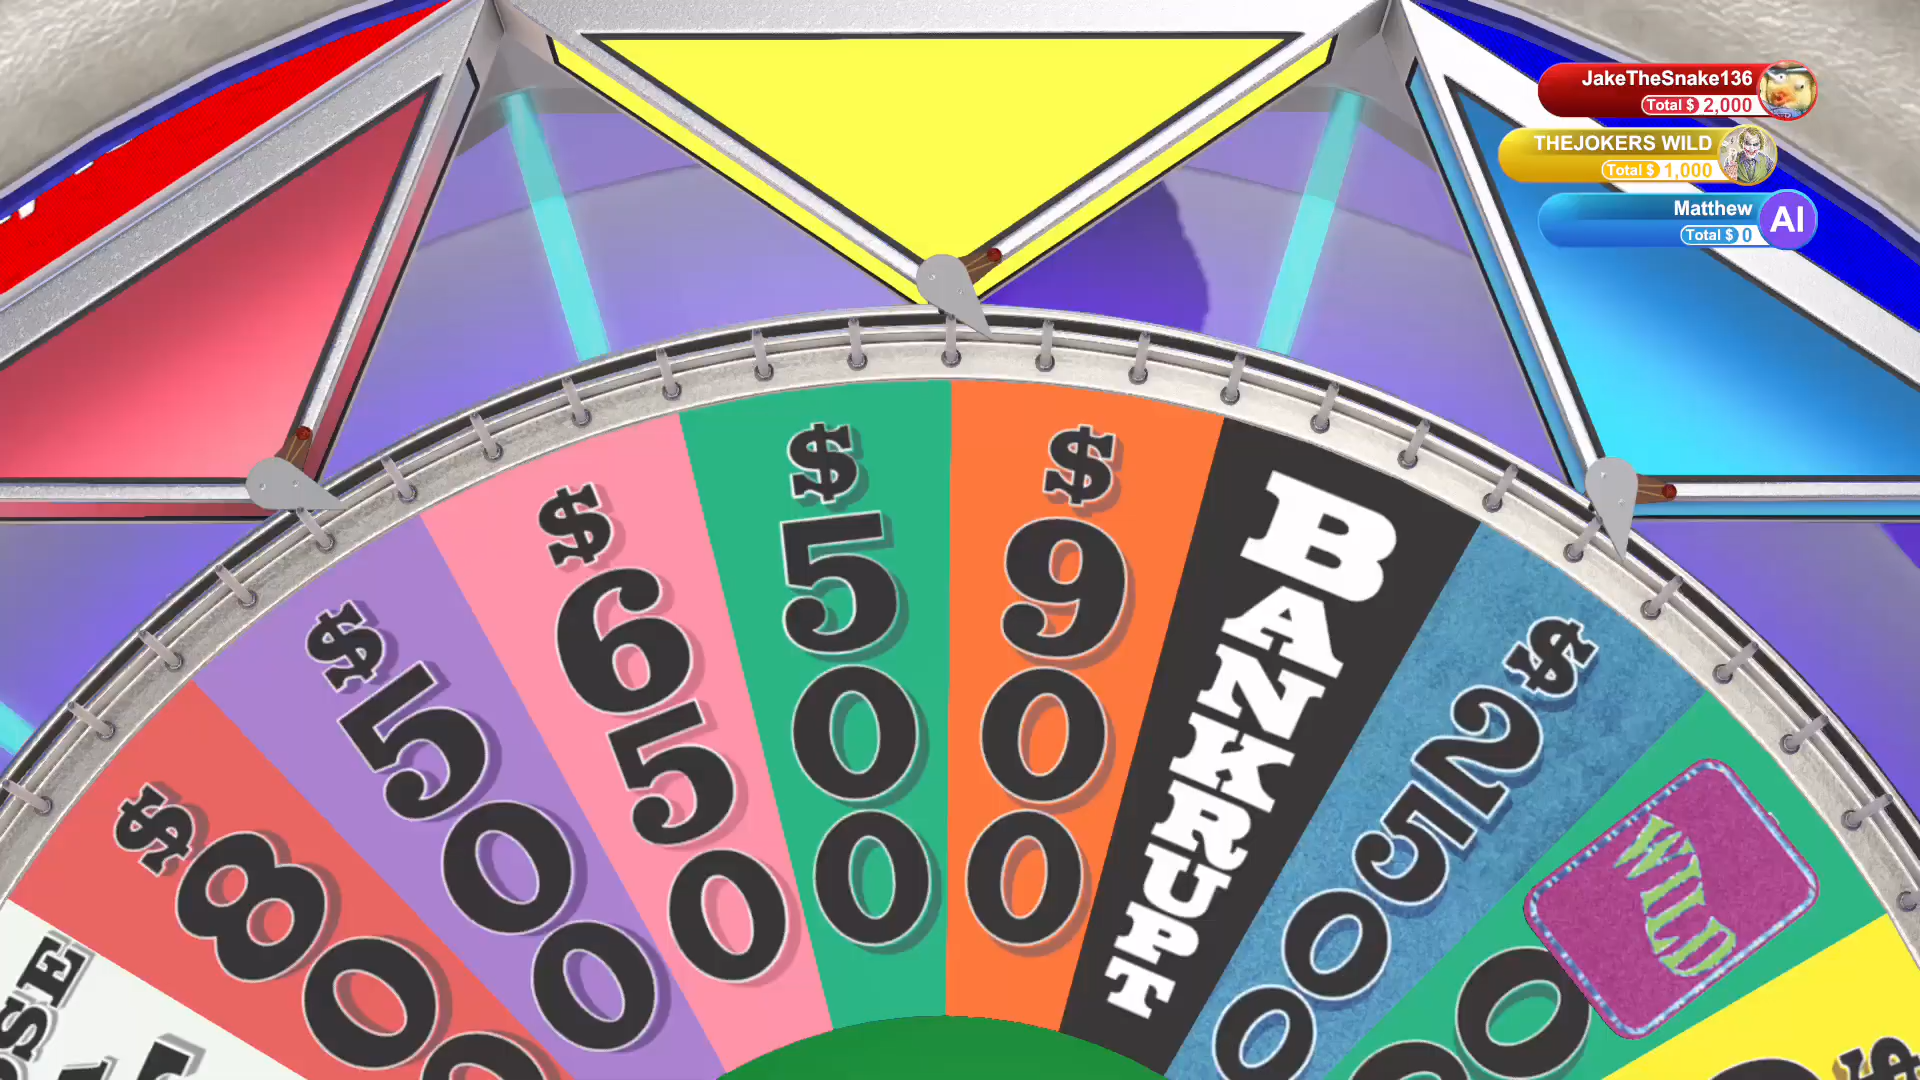 JakeTheSnake136
Total $ 2,000
THEJOKERS WILD
Total $ 1,000
Matthew
AI
Total $ 0
$800
$500
$650
$500
$900
BANKRUPT
$2500
WILD
00
$